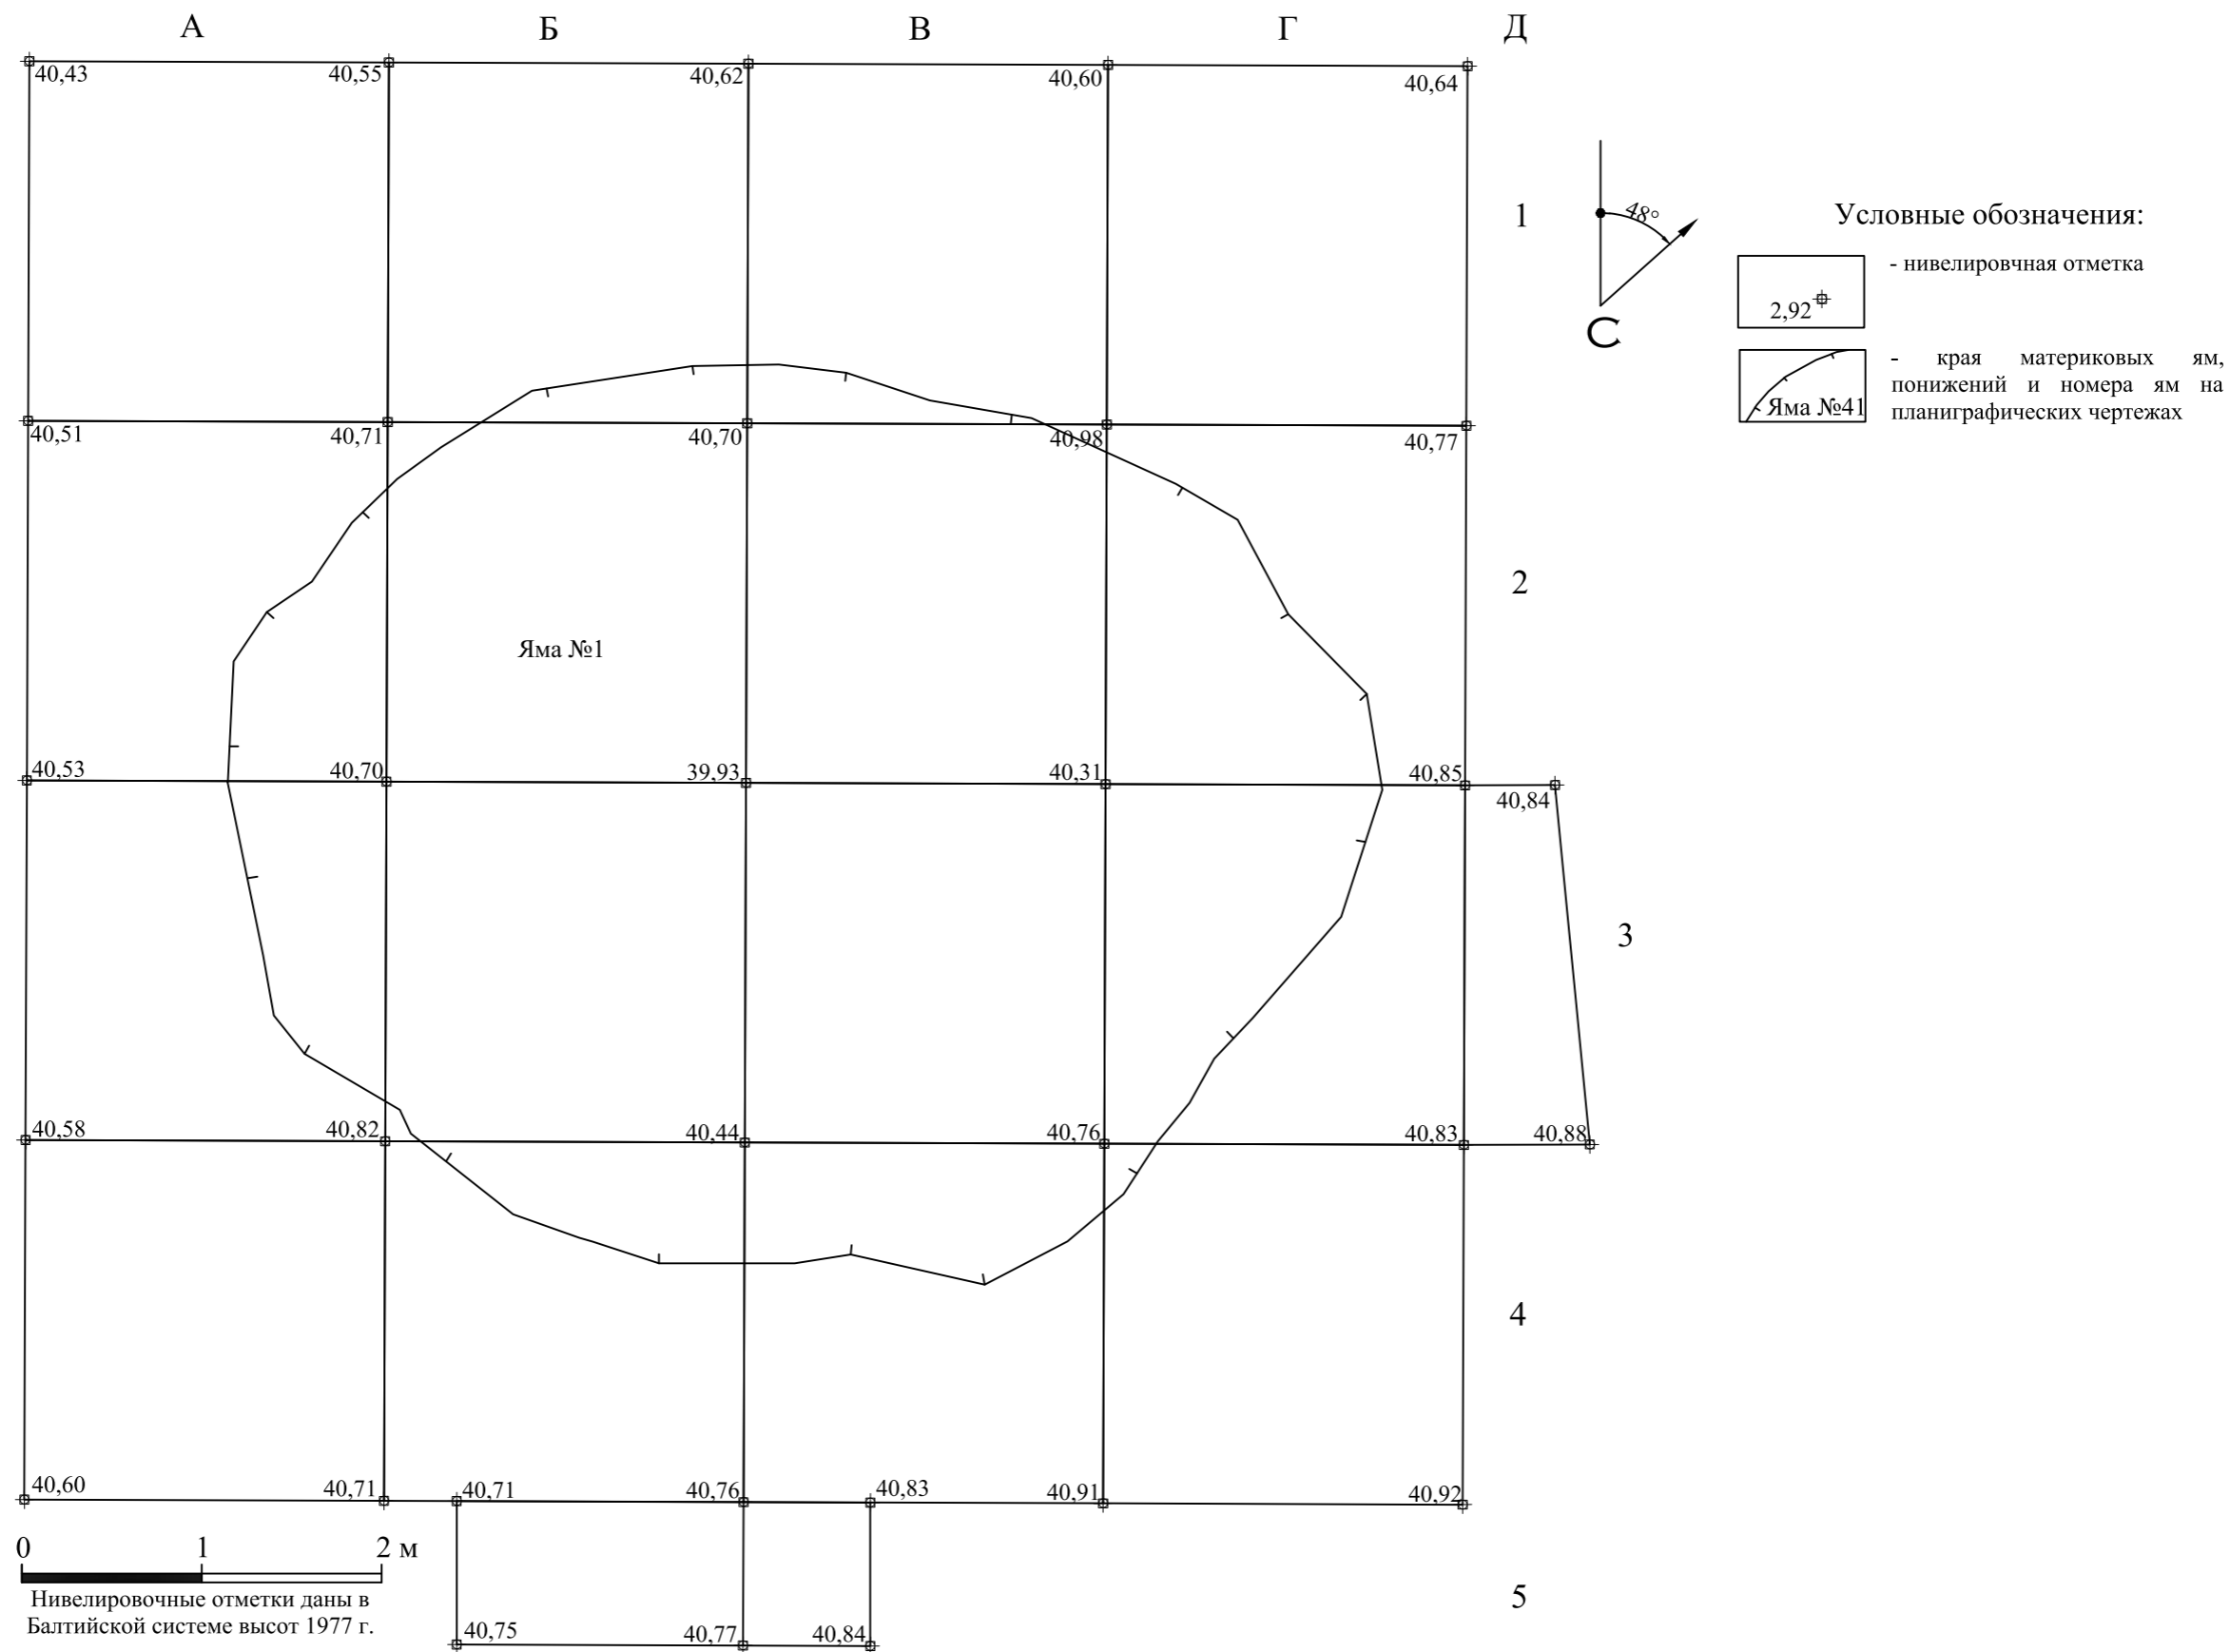 А Б В Г Д
40,43 40,55 40,62 40,60 40,64
1
48°
С
Условные обозначения:
- нивелировчная отметка
2,92
- края материковых ям,
понижений и номера ям на
планиграфических чертежах
Яма №41
40,51 40,71 40,70 40,98 40,77
2
Яма №1
40,53 40,70 39,93 40,31 40,85
40,84
3
40,58 40,82 40,44 40,76 40,83 40,88
4
40,60 40,71 40,71 40,76 40,83 40,91 40,92
0 1 2 м
Нивелировочные отметки даны в
Балтийской системе высот 1977 г.
5
40,75 40,77 40,84